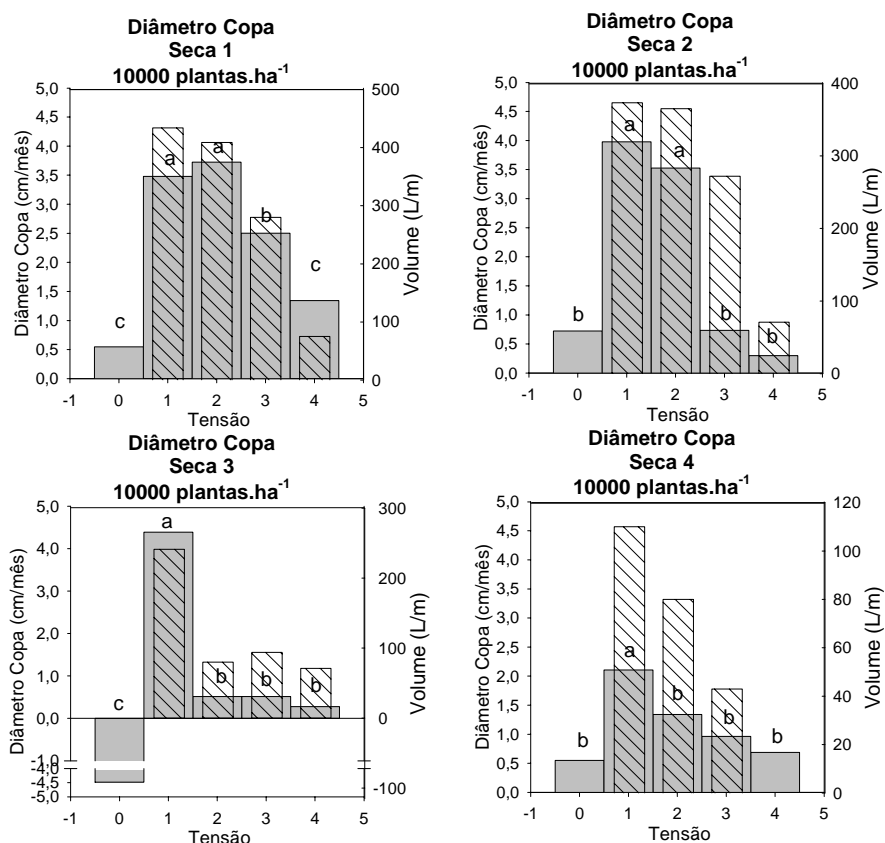 Diâmetro Copa
Seca 1
10000 plantas.ha⁻¹
Diâmetro Copa (cm/mês)
5,0
4,5
4,0
3,5
3,0
2,5
2,0
1,5
1,0
0,5
0,0
c
a
a
b
c
500
400
300
200
100
0
Volume (L/m)
-1 0 1 2 3 4 5
Tensão
Diâmetro Copa
Seca 2
10000 plantas.ha⁻¹
Diâmetro Copa (cm/mês)
5,0
4,5
4,0
3,5
3,0
2,5
2,0
1,5
1,0
0,5
0,0
b
a
a
b
b
400
300
200
100
0
Volume (L/m)
-1 0 1 2 3 4 5
Tensão
Diâmetro Copa
Seca 3
10000 plantas.ha⁻¹
Diâmetro Copa (cm/mês)
5,0
4,0
3,0
2,0
1,0
0,0
-1,0
-4,0
-4,5
-5,0
c
a
b
b
b
300
200
100
0
-100
Volume (L/m)
-1 0 1 2 3 4 5
Tensão
Diâmetro Copa
Seca 4
10000 plantas.ha⁻¹
Diâmetro Copa (cm/mês)
5,0
4,5
4,0
3,5
3,0
2,5
2,0
1,5
1,0
0,5
0,0
b
a
b
b
b
120
100
80
60
40
20
0
Volume (L/m)
-1 0 1 2 3 4 5
Tensão